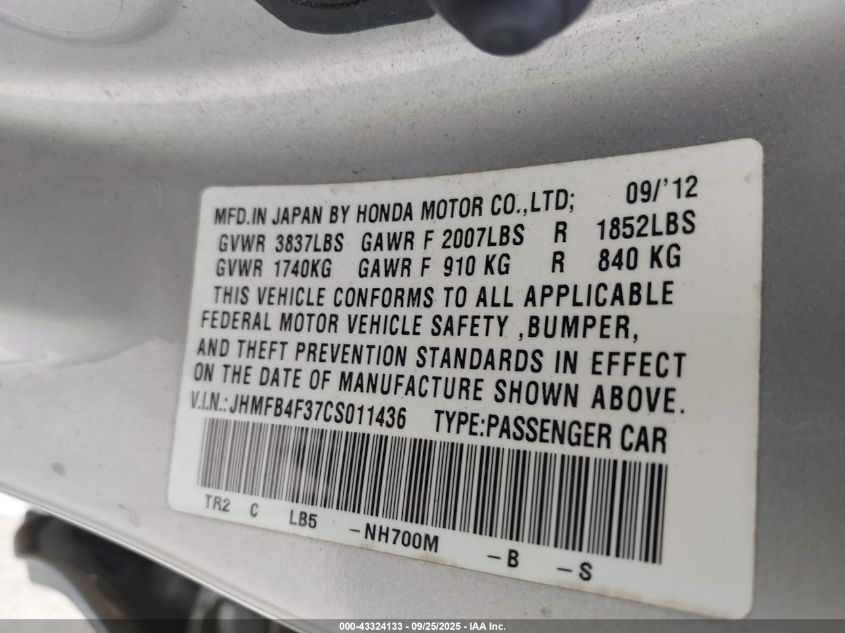 MFD.IN JAPAN BY HONDA MOTOR CO.,LTD; 09/'12
GVWR 3837LBS GAWR F 2007LBS R 1852LBS
GVWR 1740KG GAWR F 910 KG R 840 KG
THIS VEHICLE CONFORMS TO ALL APPLICABLE
FEDERAL MOTOR VEHICLE SAFETY ,BUMPER,
AND THEFT PREVENTION STANDARDS IN EFFECT
ON THE DATE OF MANUFACTURE SHOWN ABOVE.
V.I.N.: JHMFB4F37CS011436 TYPE:PASSENGER CAR
TR2 C LB5 -NH700M -B -S
000-43324133 - 09/25/2025 - IAA Inc.